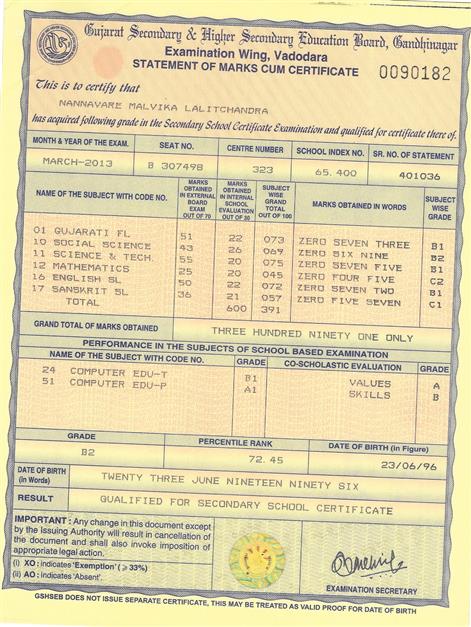 Gujarat Secondary & Higher Secondary Education Board, Gandhinagar
Examination Wing, Vadodara
STATEMENT OF MARKS CUM CERTIFICATE 0090182
This is to certify that
NANNAVARE MALVIKA LALITCHANDRA
has acquired following grade in the Secondary School Certificate Examination and qualified for certificate there of.
MONTH & YEAR OF THE EXAM. SEAT NO. CENTRE NUMBER SCHOOL INDEX NO. SR. NO. OF STATEMENT
MARCH-2013 B 307498 323 65.400 401036
NAME OF THE SUBJECT WITH CODE NO. MARKS OBTAINED IN EXTERNAL BOARD EXAM OUT OF 70 MARKS OBTAINED IN INTERNAL SCHOOL EVALUATION OUT OF 30 SUBJECT WISE GRAND TOTAL OUT OF 100 MARKS OBTAINED IN WORDS SUBJECT WISE GRADE
01 GUJARATI FL 51 22 073 ZERO SEVEN THREE B1
10 SOCIAL SCIENCE 43 26 069 ZERO SIX NINE B2
11 SCIENCE & TECH. 55 20 075 ZERO SEVEN FIVE B1
12 MATHEMATICS 25 20 045 ZERO FOUR FIVE C2
16 ENGLISH SL 50 22 072 ZERO SEVEN TWO B1
17 SANSKRIT SL 36 21 057 ZERO FIVE SEVEN C1
TOTAL 600 391
GRAND TOTAL OF MARKS OBTAINED THREE HUNDRED NINETY ONE ONLY
PERFORMANCE IN THE SUBJECTS OF SCHOOL BASED EXAMINATION
NAME OF THE SUBJECT WITH CODE NO. GRADE CO-SCHOLASTIC EVALUATION GRADE
24 COMPUTER EDU-T B1 VALUES A
51 COMPUTER EDU-P A1 SKILLS B
GRADE PERCENTILE RANK DATE OF BIRTH (in Figure)
B2 72.45 23/06/96
DATE OF BIRTH (in Words) TWENTY THREE JUNE NINETEEN NINETY SIX
RESULT QUALIFIED FOR SECONDARY SCHOOL CERTIFICATE
IMPORTANT : Any change in this document except
by the Issuing Authority will result in cancellation
of the document and shall also invoke imposition of
appropriate legal action.
(i) XO : indicates 'Exemption' (≥ 33%)
(ii) AO : indicates 'Absent'.
EXAMINATION SECRETARY
GSHSEB DOES NOT ISSUE SEPARATE CERTIFICATE, THIS MAY BE TREATED AS VALID PROOF FOR DATE OF BIRTH